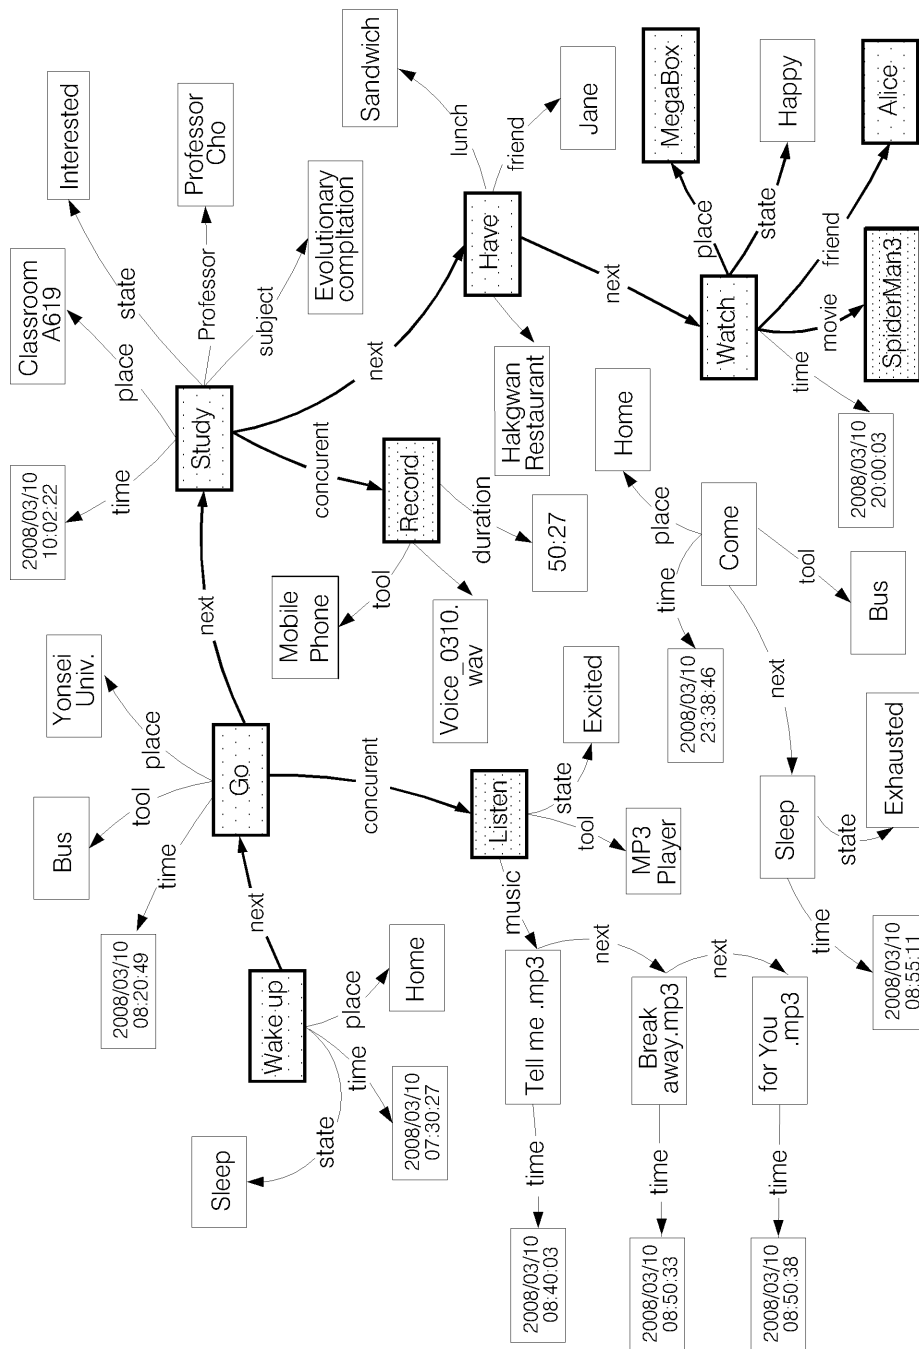 Sleep
state
2008/03/10
07:30:27
time
Home
place
Wake up
next
2008/03/10
08:20:49
time
Bus
tool
Yonsei
Univ.
place
Go
next
concurent
2008/03/10
10:02:22
time
Classroom
A619
place
Interested
state
Professor
Cho
Professor
Evolutionary
compltation
subject
Study
next
concurent
Mobile
Phone
tool
Record
Voice_0310.
wav
duration
50:27
Sandwich
lunch
Jane
friend
Have
Hakgwan
Restaurant
next
MegaBox
place
Happy
state
Alice
friend
SpiderMan3
movie
2008/03/10
20:00:03
time
Watch
Listen
music
tool
MP3
Player
state
Excited
Tell me .mp3
time
2008/03/10
08:40:03
next
Break
away.mp3
time
2008/03/10
08:50:33
next
for You
.mp3
time
2008/03/10
08:50:38
Home
place
time
2008/03/10
23:38:46
Come
tool
Bus
next
Sleep
state
Exhausted
time
2008/03/10
08:55:11